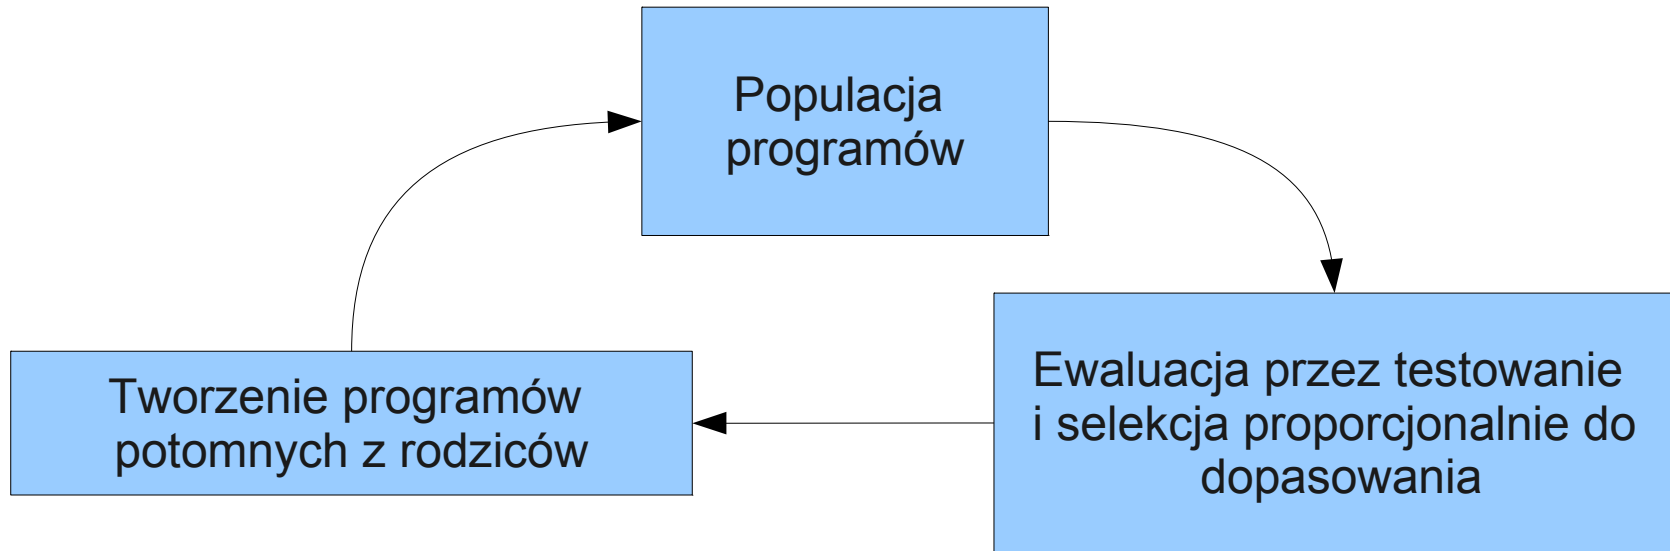 Populacja
programów
Ewaluacja przez testowanie
i selekcja proporcjonalnie do
dopasowania
Tworzenie programów
potomnych z rodziców